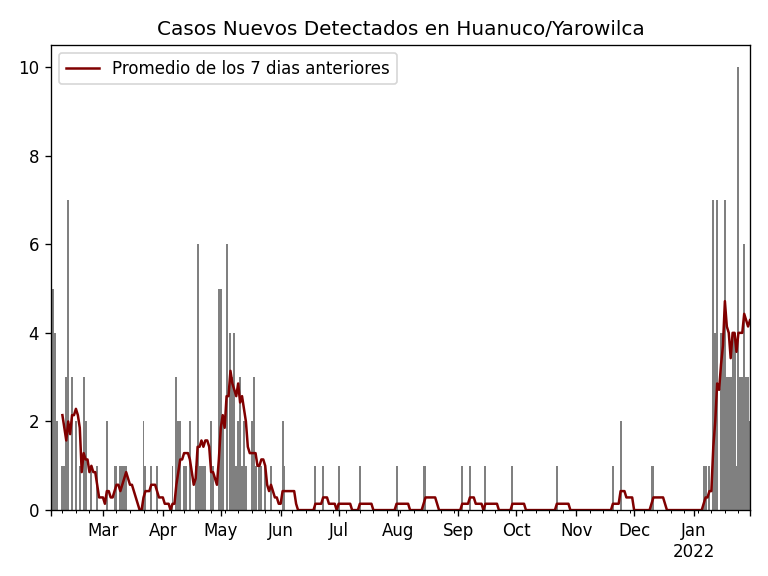 Casos Nuevos Detectados en Huanuco/Yarowilca
Promedio de los 7 dias anteriores
10
8
6
4
2
0
Mar Apr May Jun Jul Aug Sep Oct Nov Dec Jan
2022